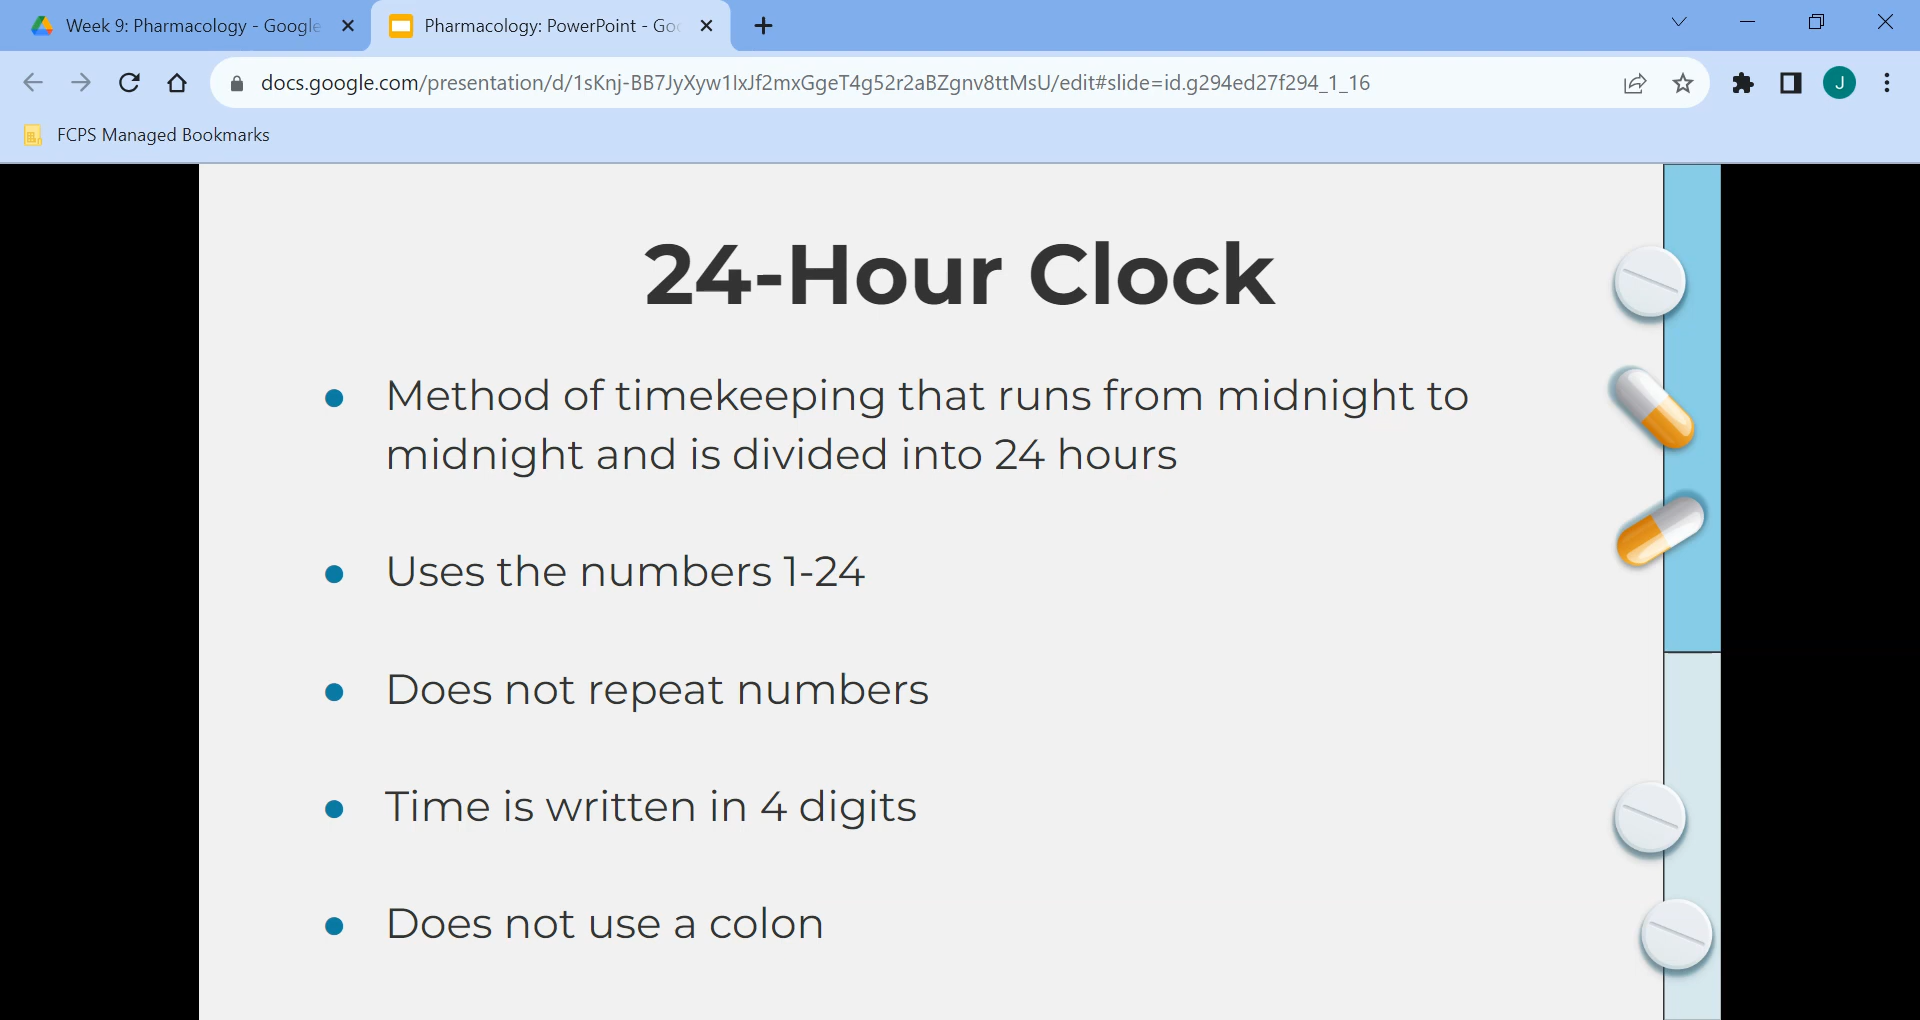 Week 9: Pharmacology - Google
Pharmacology: PowerPoint - Goo
docs.google.com/presentation/d/1sKnj-BB7JyXyw1IxJf2mxGgeT4g52r2aBZgnv8ttMsU/edit#slide=id.g294ed27f294_1_16
J
FCPS Managed Bookmarks
24-Hour Clock
Method of timekeeping that runs from midnight to
midnight and is divided into 24 hours
Uses the numbers 1-24
Does not repeat numbers
Time is written in 4 digits
Does not use a colon